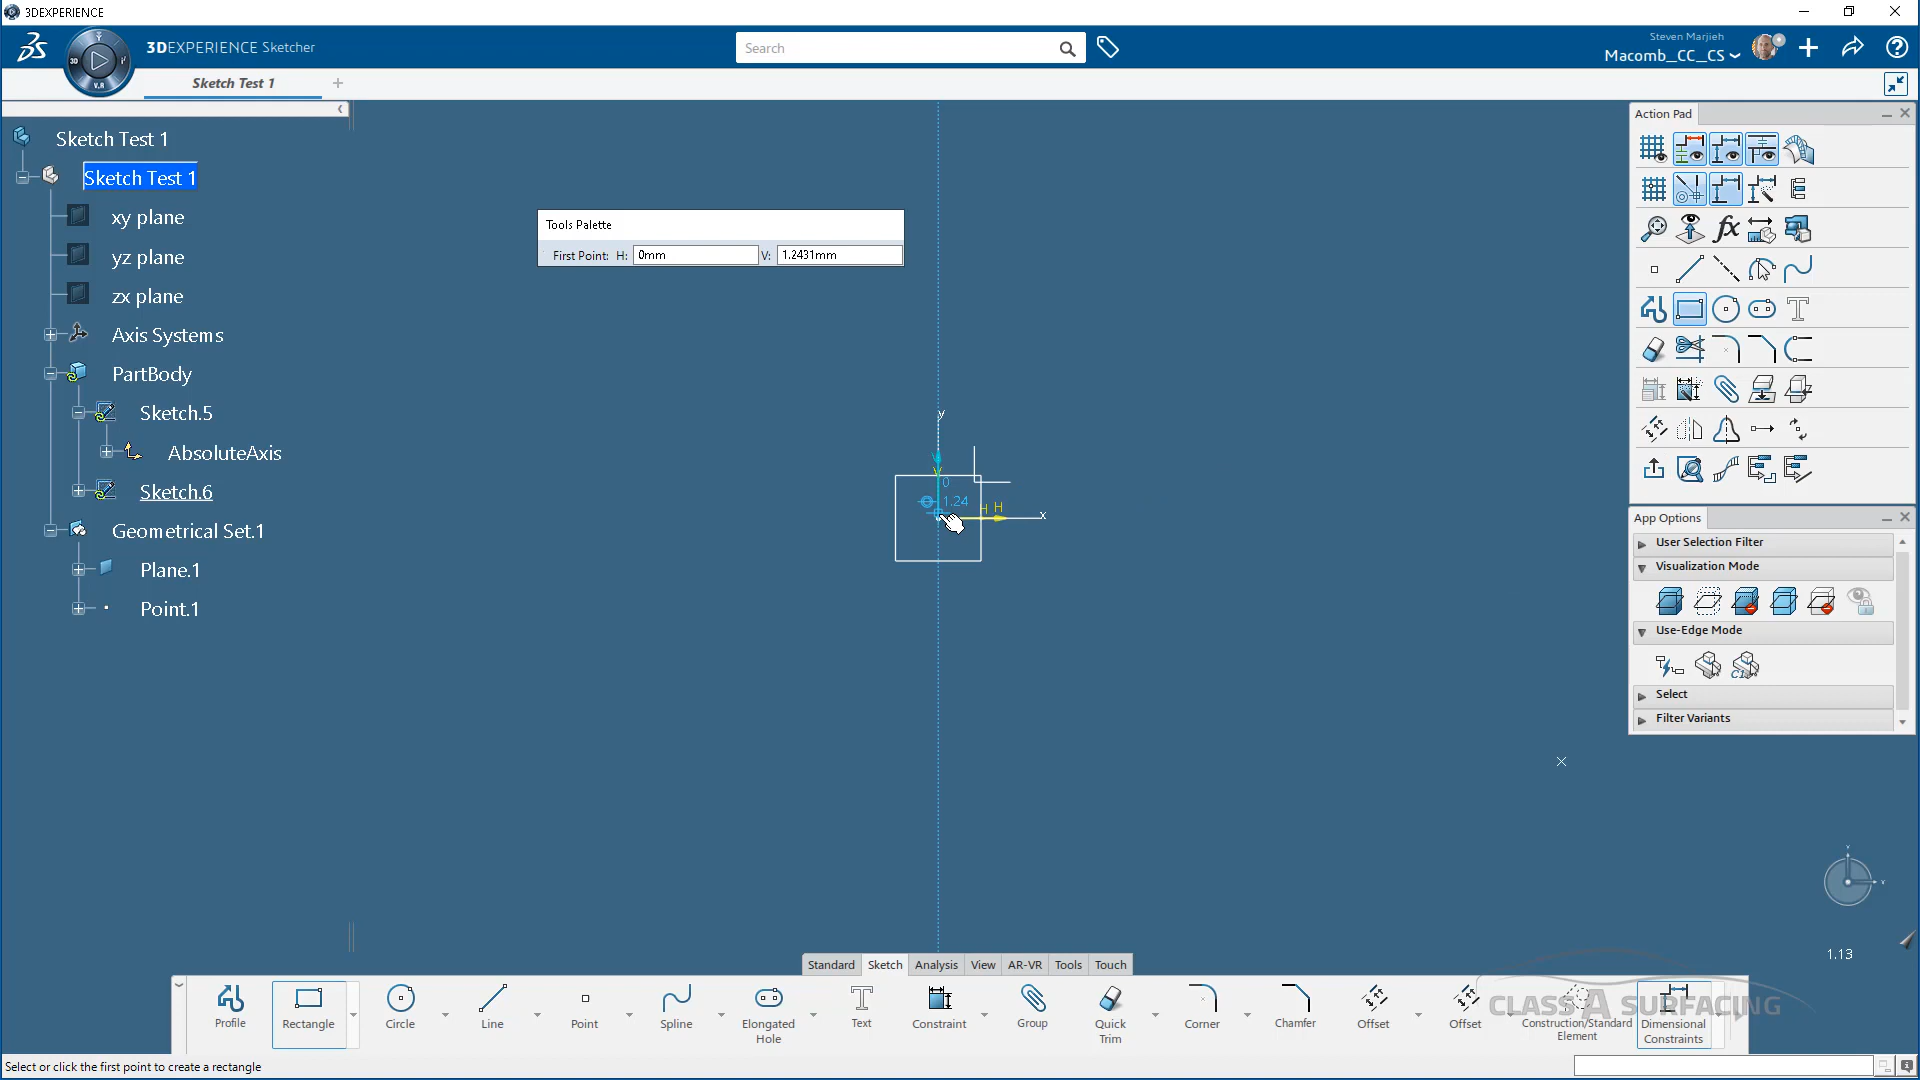 3DEXPERIENCE
3DEXPERIENCE Sketcher
Search
Steven Marjieh
Macomb_CC_CS
Sketch Test 1
Sketch Test 1
Sketch Test 1
xy plane
yz plane
zx plane
Axis Systems
PartBody
Sketch.5
AbsoluteAxis
Sketch.6
Geometrical Set.1
Plane.1
Point.1
Tools Palette
First Point: H: 0mm V: 1.2431mm
y
V
0
1.24
H H
x
Action Pad
App Options
User Selection Filter
Visualization Mode
Use-Edge Mode
Select
Filter Variants
1.13
Standard Sketch Analysis View AR-VR Tools Touch
Profile Rectangle Circle Line Point Spline Elongated Hole Text Constraint Group Quick Trim Corner Chamfer Offset Offset Construction/Standard Element Dimensional Constraints
CLASS A SURFACING
Select or click the first point to create a rectangle